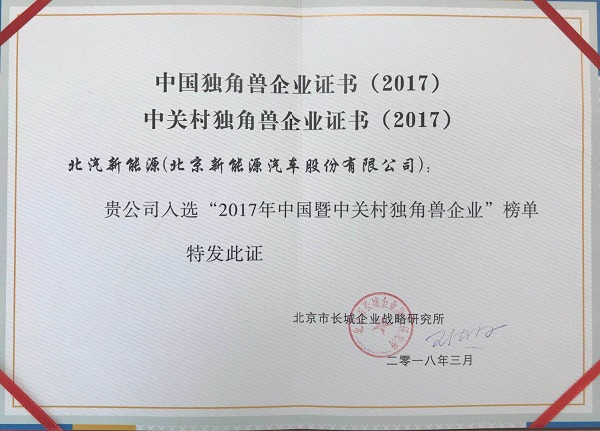 中国独角兽企业证书（2017）
中关村独角兽企业证书（2017）
北汽新能源(北京新能源汽车股份有限公司)：
贵公司入选“2017年中国暨中关村独角兽企业”榜单
特发此证
北京市长城企业战略研究所
二零一八年三月